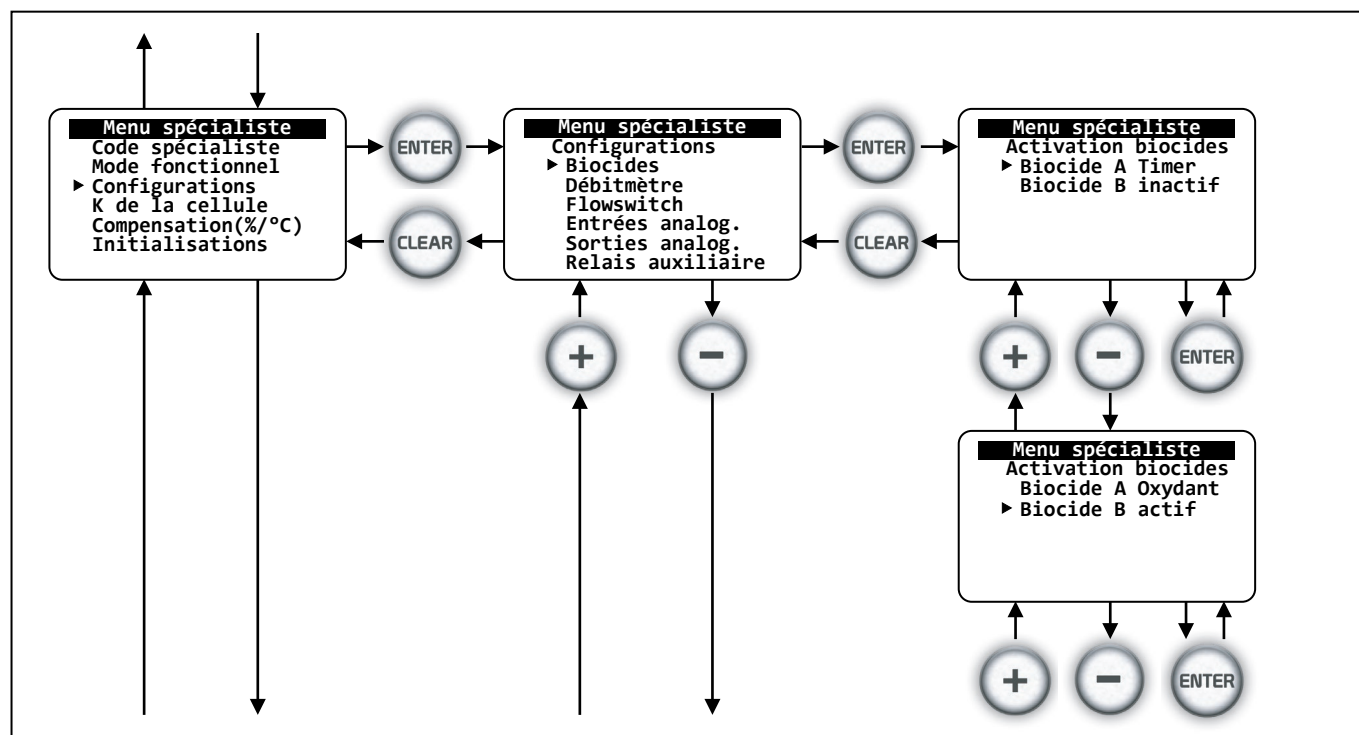 Menu spécialiste
Code spécialiste
Mode fonctionnel
▶ Configurations
K de la cellule
Compensation(%/°C)
Initialisations
ENTER
CLEAR
Menu spécialiste
Configurations
▶ Biocides
Débitmètre
Flowswitch
Entrées analog.
Sorties analog.
Relais auxiliaire
ENTER
CLEAR
Menu spécialiste
Activation biocides
▶ Biocide A Timer
Biocide B inactif
+ −
+ − ENTER
Menu spécialiste
Activation biocides
Biocide A Oxydant
▶ Biocide B actif
+ − ENTER